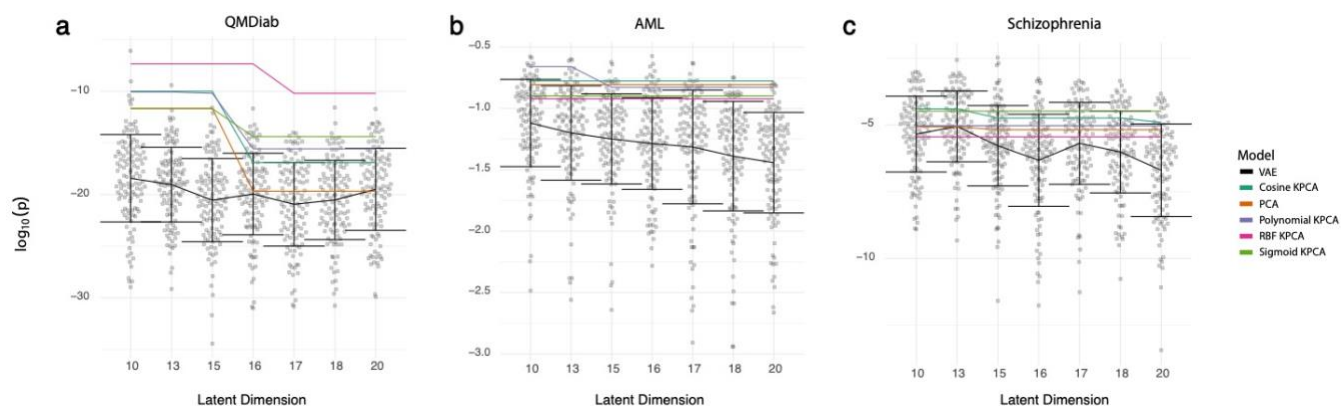 a
QMDiab
b
AML
c
Schizophrenia
log₁₀(p)
−10
−20
−30
10 13 15 16 17 18 20
Latent Dimension
−0.5
−1.0
−1.5
−2.0
−2.5
−3.0
10 13 15 16 17 18 20
Latent Dimension
−5
−10
10 13 15 16 17 18 20
Latent Dimension
Model
VAE
Cosine KPCA
PCA
Polynomial KPCA
RBF KPCA
Sigmoid KPCA